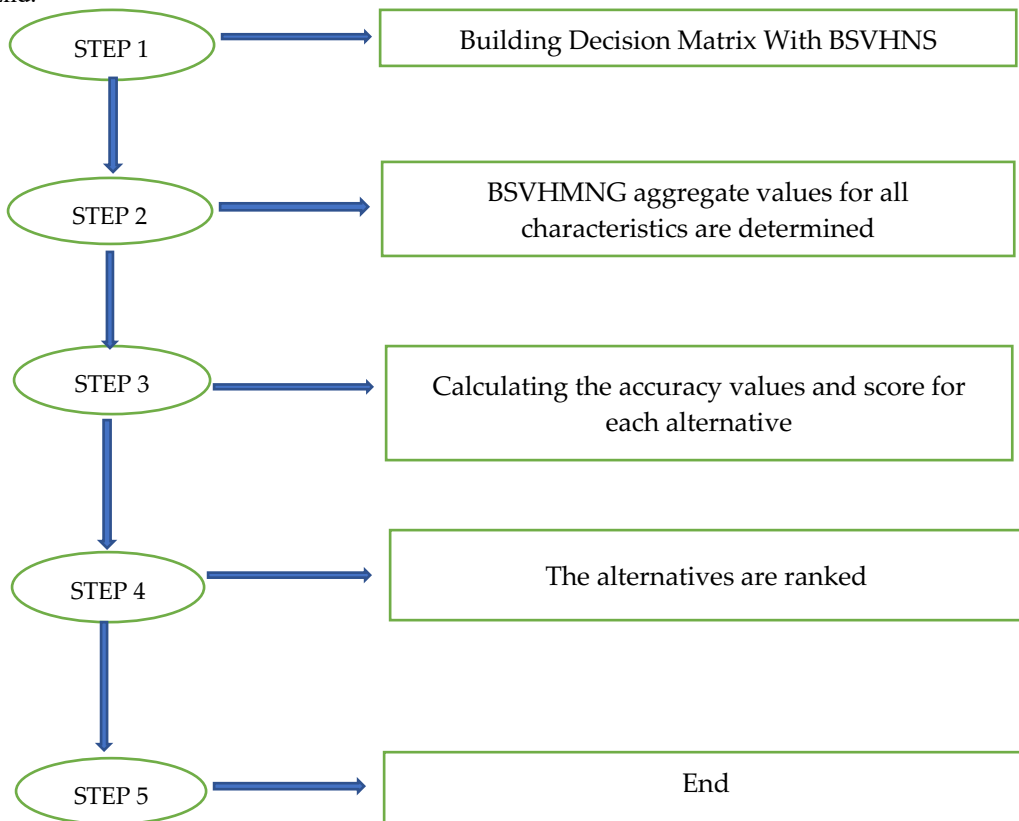 STEP 1
Building Decision Matrix With BSVHNS
STEP 2
BSVHMNG aggregate values for all
characteristics are determined
STEP 3
Calculating the accuracy values and score for
each alternative
STEP 4
The alternatives are ranked
STEP 5
End